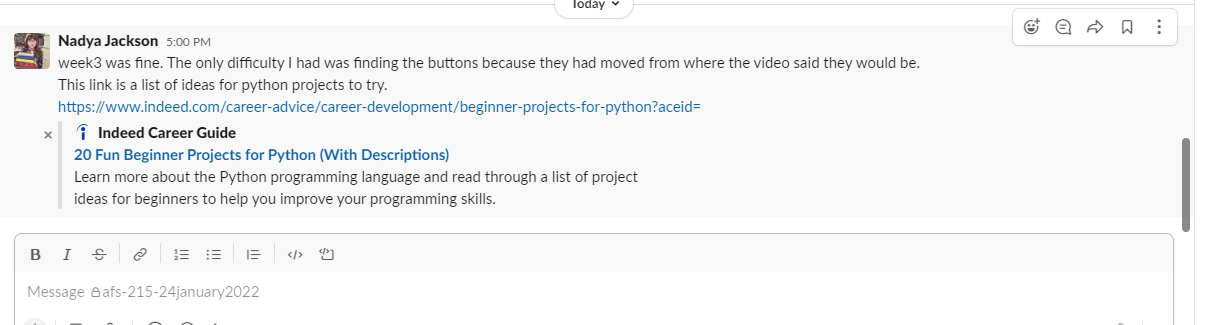 Today
Nadya Jackson 5:00 PM
week3 was fine. The only difficulty I had was finding the buttons because they had moved from where the video said they would be.
This link is a list of ideas for python projects to try.
https://www.indeed.com/career-advice/career-development/beginner-projects-for-python?aceid=
Indeed Career Guide
20 Fun Beginner Projects for Python (With Descriptions)
Learn more about the Python programming language and read through a list of project
ideas for beginners to help you improve your programming skills.
Message afs-215-24january2022